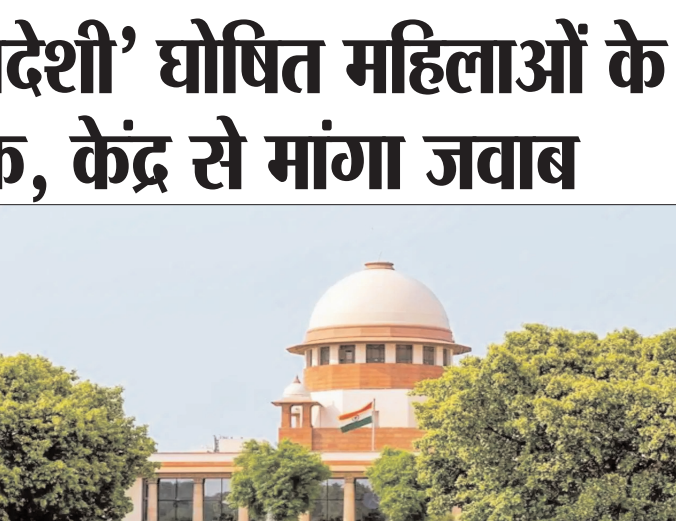 देशी’ घोषित महिलाओं के
, केंद्र से मांगा जवाब